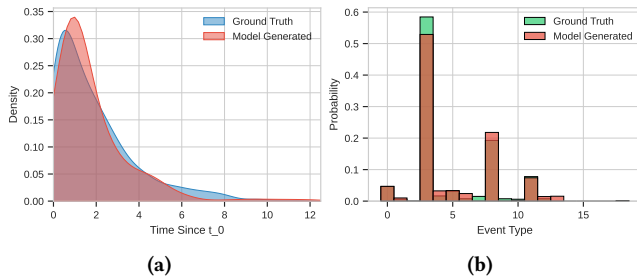 0.35
0.30
0.25
0.20
0.15
0.10
0.05
0.00
Density
0 2 4 6 8 10 12
Time Since t_0
Ground Truth
Model Generated
(a)
0.6
0.5
0.4
0.3
0.2
0.1
0.0
Probability
0 5 10 15
Event Type
Ground Truth
Model Generated
(b)